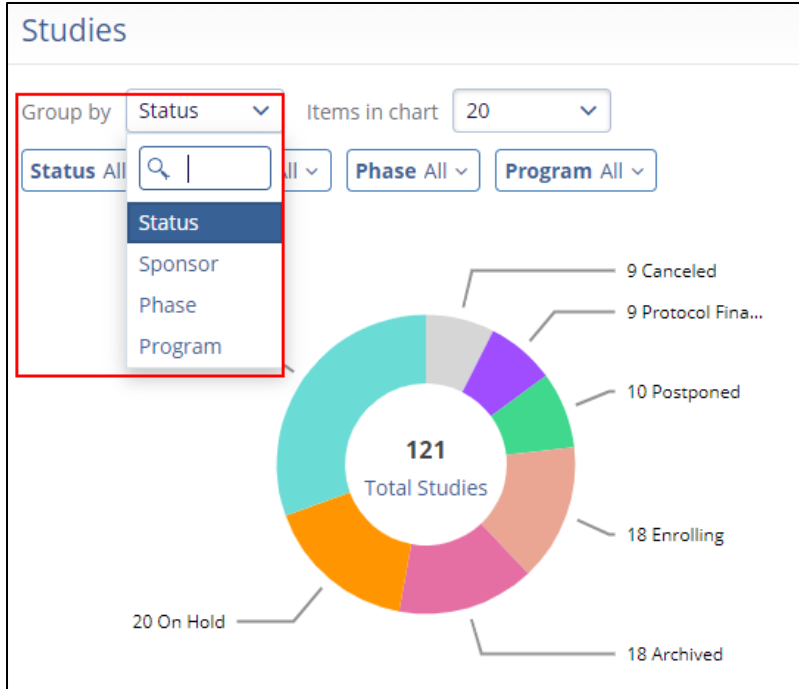 Studies
Group by Status Items in chart 20
Status All ll Phase All Program All
Status
Sponsor
Phase
Program
9 Canceled
9 Protocol Fina...
10 Postponed
121
Total Studies
18 Enrolling
20 On Hold
18 Archived